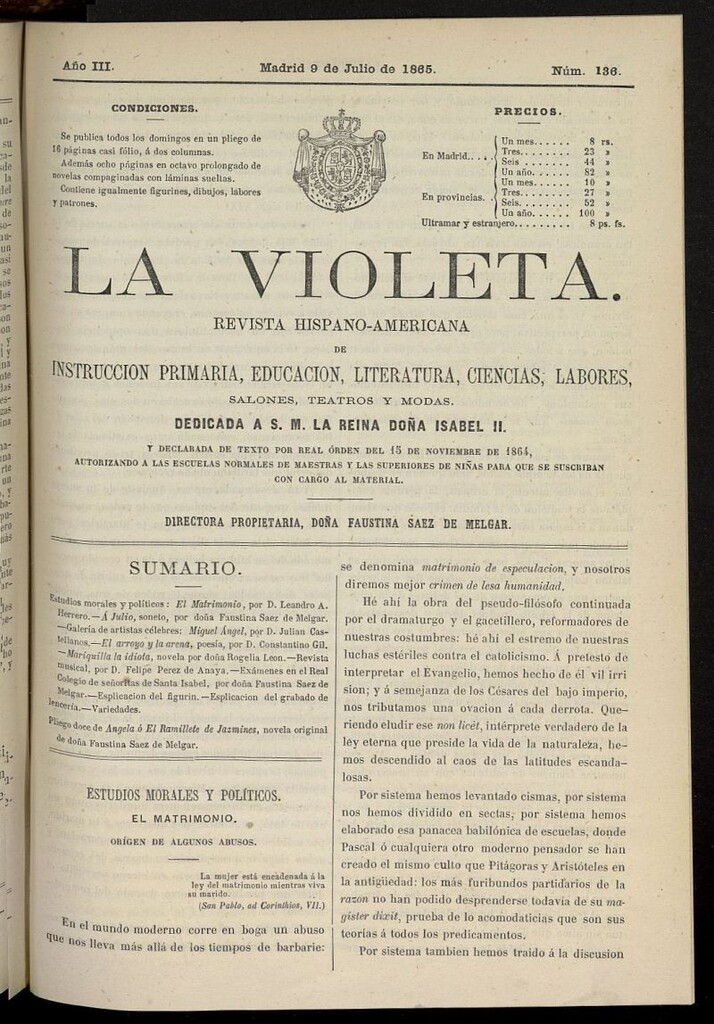 Año III.
Madrid 9 de Julio de 1865.
Núm. 136.
CONDICIONES.
Se publica todos los domingos en un pliego de
16 páginas casi fólio, á dos columnas.
Además ocho páginas en octavo prolongado de
novelas compaginadas con láminas sueltas.
Contiene igualmente figurines, dibujos, labores
y patrones.
PRECIOS.
En Madrid....
Un mes...... 8 rs.
Tres........ 23 »
Seis ........ 44 »
Un año...... 82 »
En provincias.
Un mes...... 10 »
Tres........ 27 »
Seis........ 52 »
Un año...... 100 »
Ultramar y estranjero......... 8 ps. fs.
LA VIOLETA.
REVISTA HISPANO-AMERICANA
DE
INSTRUCCION PRIMARIA, EDUCACION, LITERATURA, CIENCIAS, LABORES,
SALONES, TEATROS Y MODAS.
DEDICADA A S. M. LA REINA DOÑA ISABEL II.
Y DECLARADA DE TEXTO POR REAL ÓRDEN DEL 15 DE NOVIEMBRE DE 1864,
AUTORIZANDO A LAS ESCUELAS NORMALES DE MAESTRAS Y LAS SUPERIORES DE NIÑAS PARA QUE SE SUSCRIBAN
CON CARGO AL MATERIAL.
DIRECTORA PROPIETARIA, DOÑA FAUSTINA SAEZ DE MELGAR.
SUMARIO.
Estudios morales y políticos: El Matrimonio, por D. Leandro A.
Herrero.—Á Julio, soneto, por doña Faustina Saez de Melgar.
—Galería de artistas célebres: Miguel Ángel, por D. Julian Cas-
tellanos.—El arroyo y la arena, poesía, por D. Constantino Gil.
—Mariquilla la idiota, novela por doña Rogelia Leon.—Revista
musical, por D. Felipe Perez de Anaya.—Exámenes en el Real
Colegio de señoritas de Santa Isabel, por doña Faustina Saez de
Melgar.—Esplicacion del figurin.—Esplicacion del grabado de
lencería.—Variedades.
Pliego doce de Angela ó El Ramillete de Jazmines, novela original
de doña Faustina Saez de Melgar.
ESTUDIOS MORALES Y POLÍTICOS.
EL MATRIMONIO.
ORÍGEN DE ALGUNOS ABUSOS.
La mujer está encadenada á la
ley del matrimonio mientras viva
su marido.
(San Pablo, ad Corinthios, VII.)
En el mundo moderno corre en boga un abuso
que nos lleva más allá de los tiempos de barbarie:
se denomina matrimonio de especulacion, y nosotros
diremos mejor crimen de lesa humanidad.
Hé ahí la obra del pseudo-filósofo continuada
por el dramaturgo y el gacetillero, reformadores de
nuestras costumbres: hé ahí el estremo de nuestras
luchas estériles contra el catolicismo. Á pretesto de
interpretar el Evangelio, hemos hecho de él vil irri
sion; y á semejanza de los Césares del bajo imperio,
nos tributamos una ovacion á cada derrota. Que-
riendo eludir ese non licèt, intérprete verdadero de la
ley eterna que preside la vida de la naturaleza, he-
mos descendido al caos de las latitudes escanda-
losas.
Por sistema hemos levantado cismas, por sistema
nos hemos dividido en sectas, por sistema hemos
elaborado esa panacea babilónica de escuelas, donde
Pascal ó cualquiera otro moderno pensador se han
creado el mismo culto que Pitágoras y Aristóteles en
la antigüedad: los más furibundos partidarios de la
razon no han podido desprenderse todavía de su ma-
gister dixit, prueba de lo acomodaticias que son sus
teorías á todos los predicamentos.
Por sistema tambien hemos traido á la discusion